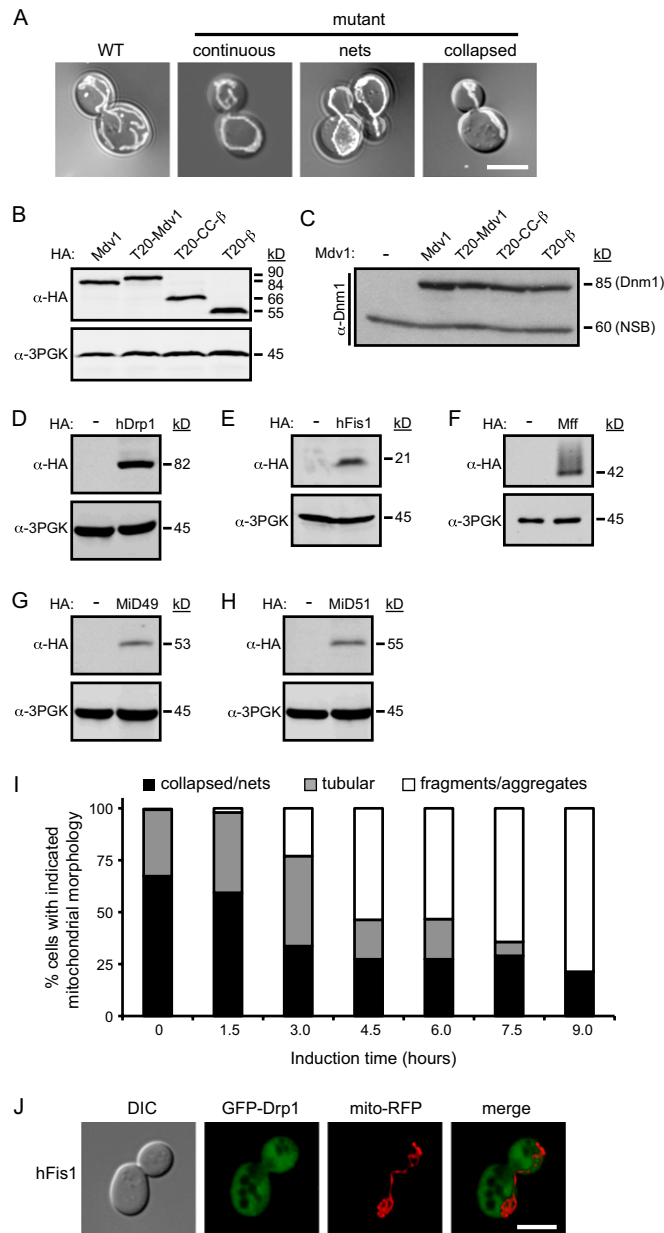 A
mutant
WT
continuous
nets
collapsed
B
HA:
Mdv1
T20-Mdv1
T20-CC-β
T20-β
kD
α-HA
90
84
66
55
α-3PGK
45
C
Mdv1:
-
Mdv1
T20-Mdv1
T20-CC-β
T20-β
kD
α-Dnm1
85 (Dnm1)
60 (NSB)
D
HA: - hDrp1 kD
α-HA
82
α-3PGK
45
E
HA: - hFis1 kD
α-HA
21
α-3PGK
45
F
HA: - Mff kD
α-HA
42
α-3PGK
45
G
HA: - MiD49 kD
α-HA
53
α-3PGK
45
H
HA: - MiD51 kD
α-HA
55
α-3PGK
45
I
collapsed/nets
tubular
fragments/aggregates
% cells with indicated
mitochondrial morphology
100
75
50
25
0
0 1.5 3.0 4.5 6.0 7.5 9.0
Induction time (hours)
J
DIC
GFP-Drp1
mito-RFP
merge
hFis1